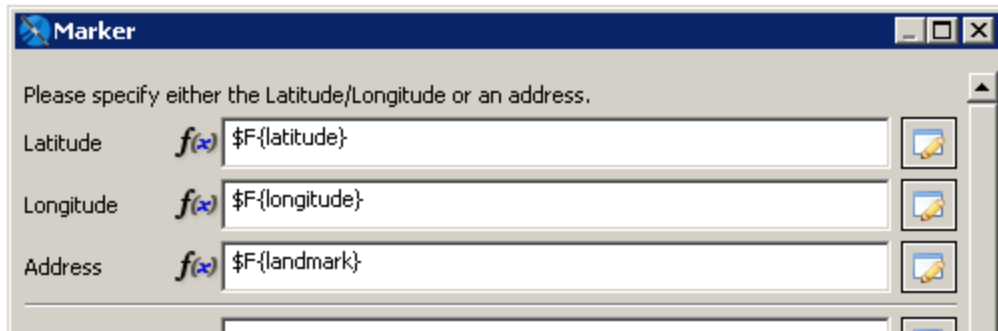 Marker
Please specify either the Latitude/Longitude or an address.
Latitude f(x) $F{latitude}
Longitude f(x) $F{longitude}
Address f(x) $F{landmark}